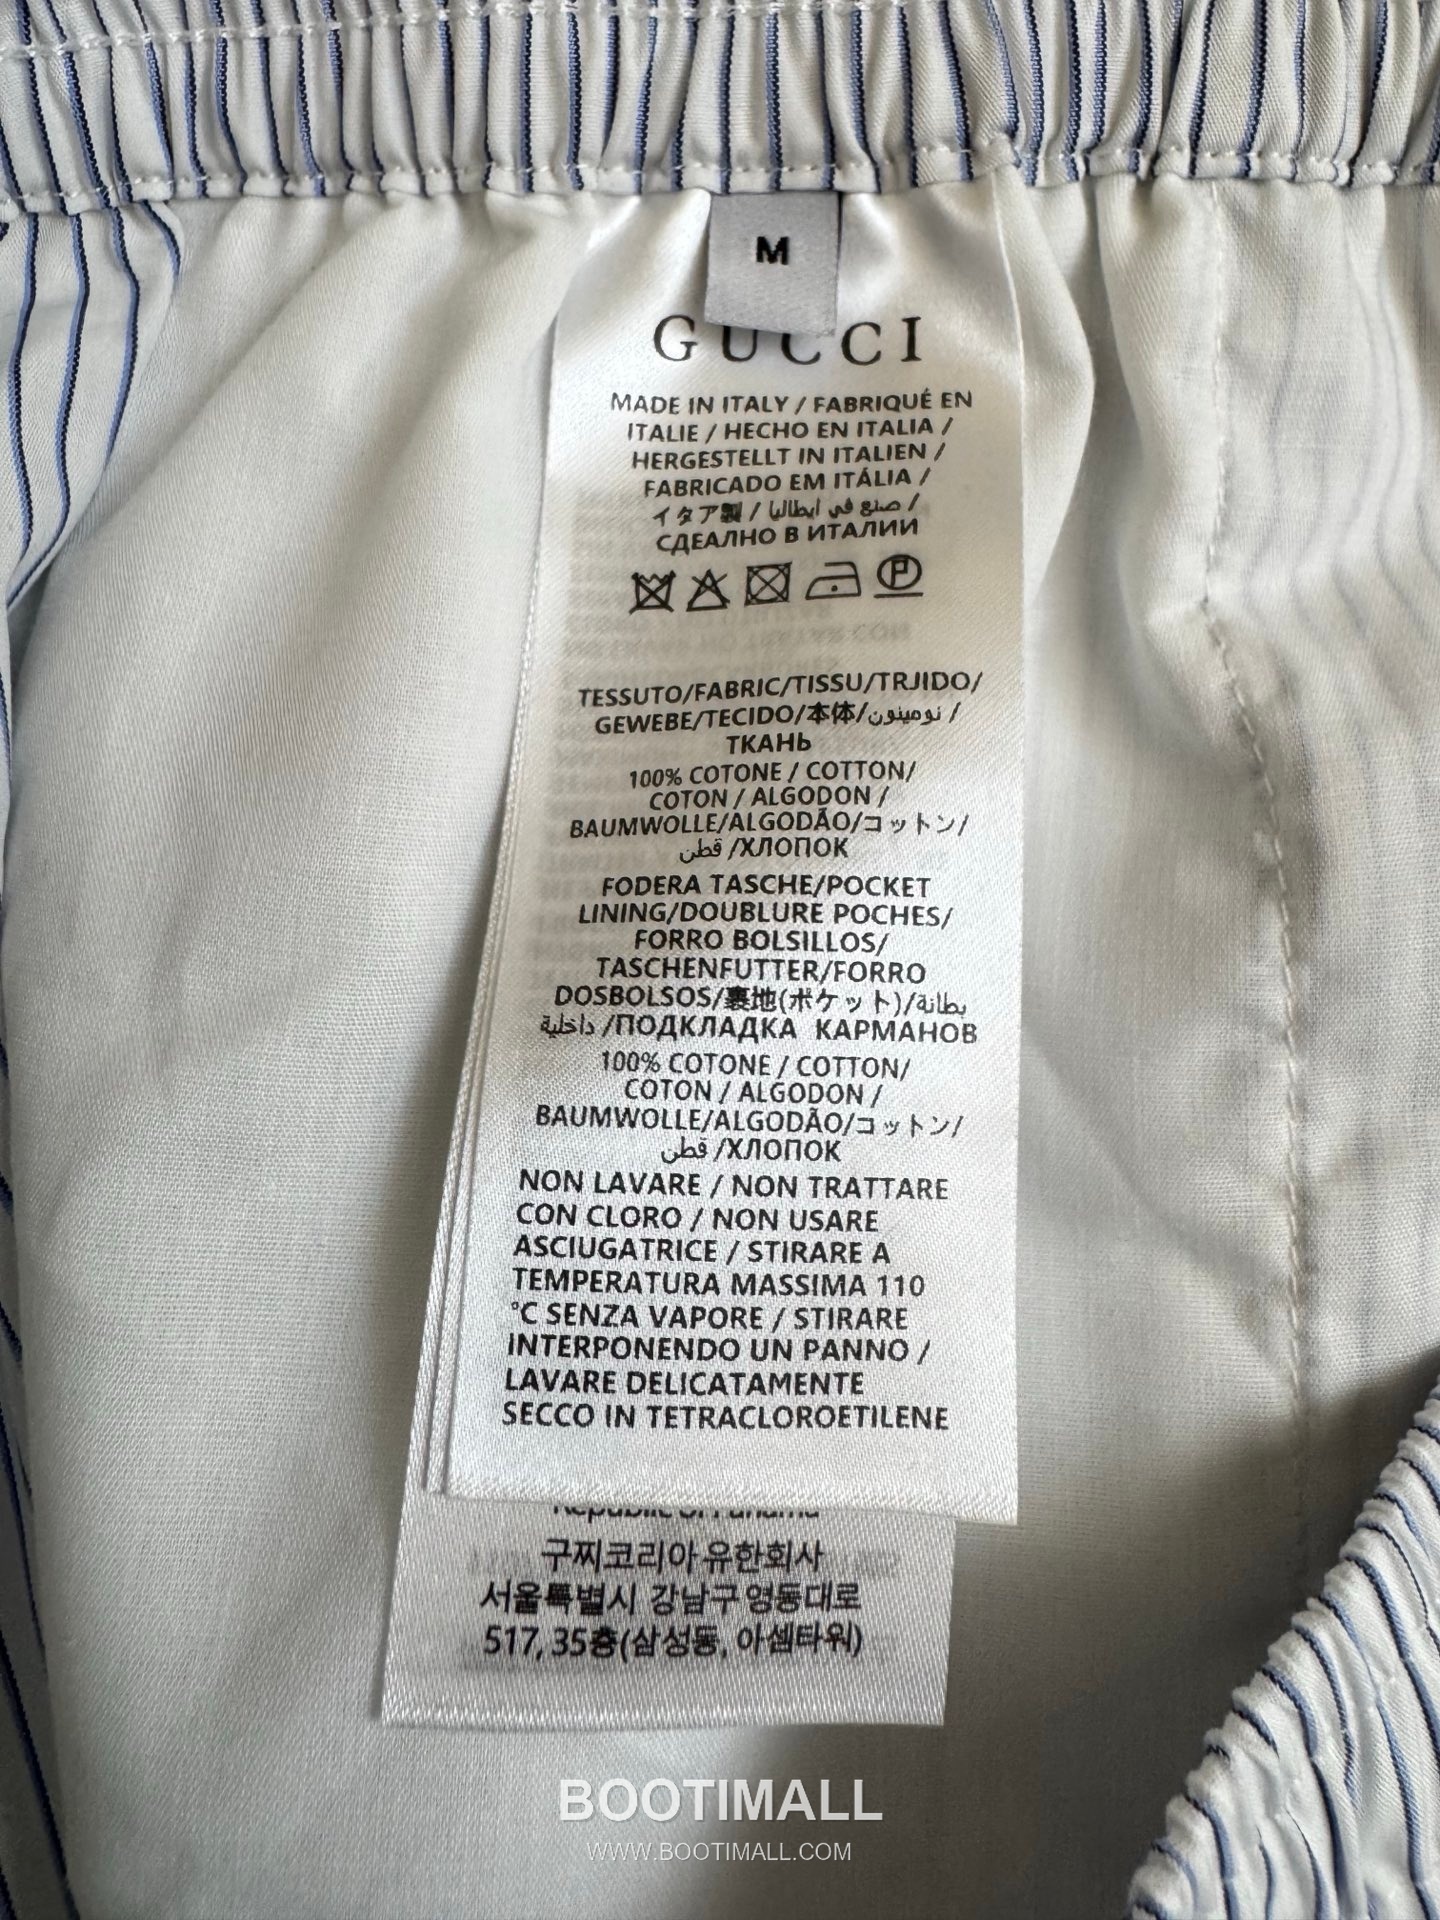 M
GUCCI
MADE IN ITALY / FABRIQUÉ EN
ITALIE / HECHO EN ITALIA /
HERGESTELLT IN ITALIEN /
FABRICADO EM ITÁLIA /
イタア製 / صنع في ايطاليا /
СДЕАЛНО В ИТАЛИИ
P
TESSUTO/FABRIC/TISSU/TRJIDO/
GEWEBE/TECIDO/本体/نومينون /
ТКАНЬ
100% COTONE / COTTON/
COTON / ALGODON /
BAUMWOLLE/ALGODÃO/コットン/
قطن /ХЛОПОК
FODERA TASCHE/POCKET
LINING/DOUBLURE POCHES/
FORRO BOLSILLOS/
TASCHENFUTTER/FORRO
DOSBOLSOS/裏地(ポケット)/بطانة
داخلية /ПОДКЛАДКА КАРМАНОВ
100% COTONE / COTTON/
COTON / ALGODON /
BAUMWOLLE/ALGODÃO/コットン/
قطن /ХЛОПОК
NON LAVARE / NON TRATTARE
CON CLORO / NON USARE
ASCIUGATRICE / STIRARE A
TEMPERATURA MASSIMA 110
°C SENZA VAPORE / STIRARE
INTERPONENDO UN PANNO /
LAVARE DELICATAMENTE
SECCO IN TETRACLOROETILENE
Republic of Panama
구찌코리아유한회사
서울특별시 강남구영동대로
517, 35층(삼성동, 아셈타워)
BOOTIMALL
WWW.BOOTIMALL.COM